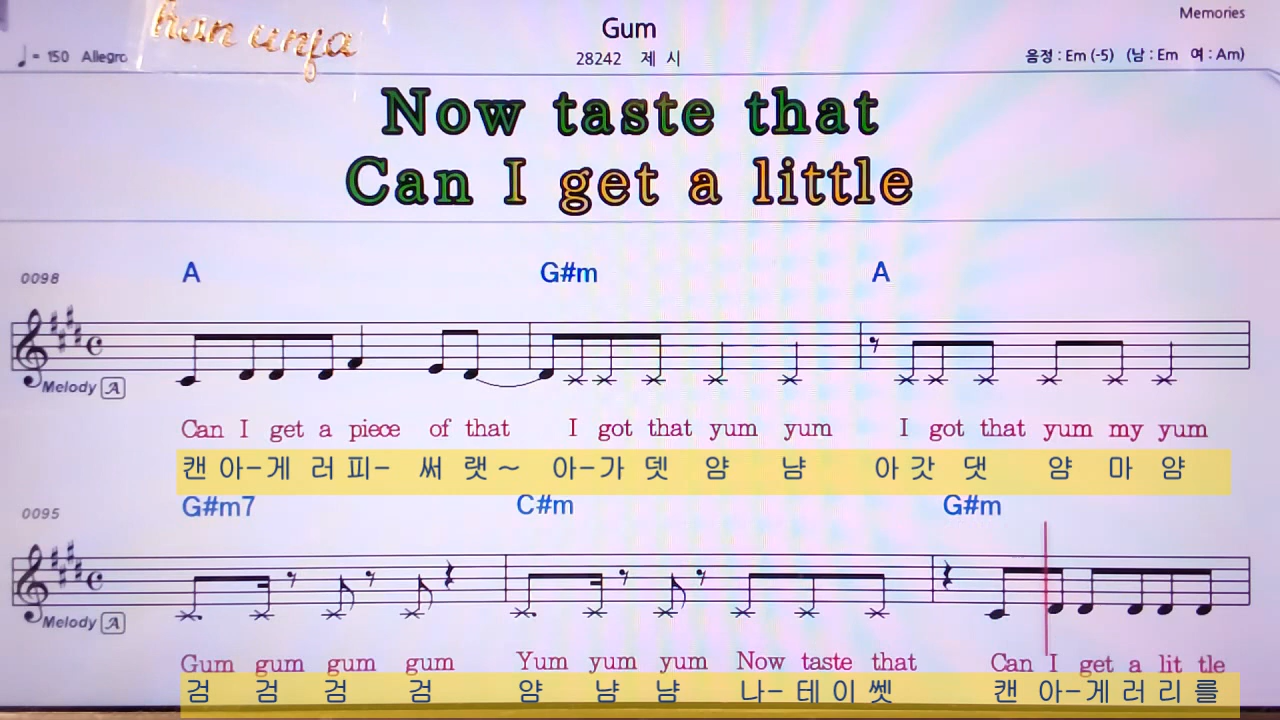 han unja
Gum
Memories
♩= 150 Allegro
28242 제 시
음정 : Em (-5) (남 : Em 여 : Am)
Now taste that
Can I get a little
0098
A G#m A
Melody A
Can I get a piece of that I got that yum yum I got that yum my yum
캔 아-게 러 피- 써 랫~ 아-가 뎃 얌 냠 아 갓 댓 얌 마 얌
G#m7 C#m G#m
0095
Melody A
Gum gum gum gum Yum yum yum Now taste that Can I get a lit tle
검 검 검 검 얌 냠 냠 나- 테 이 쎗 캔 아-게 러 리 를